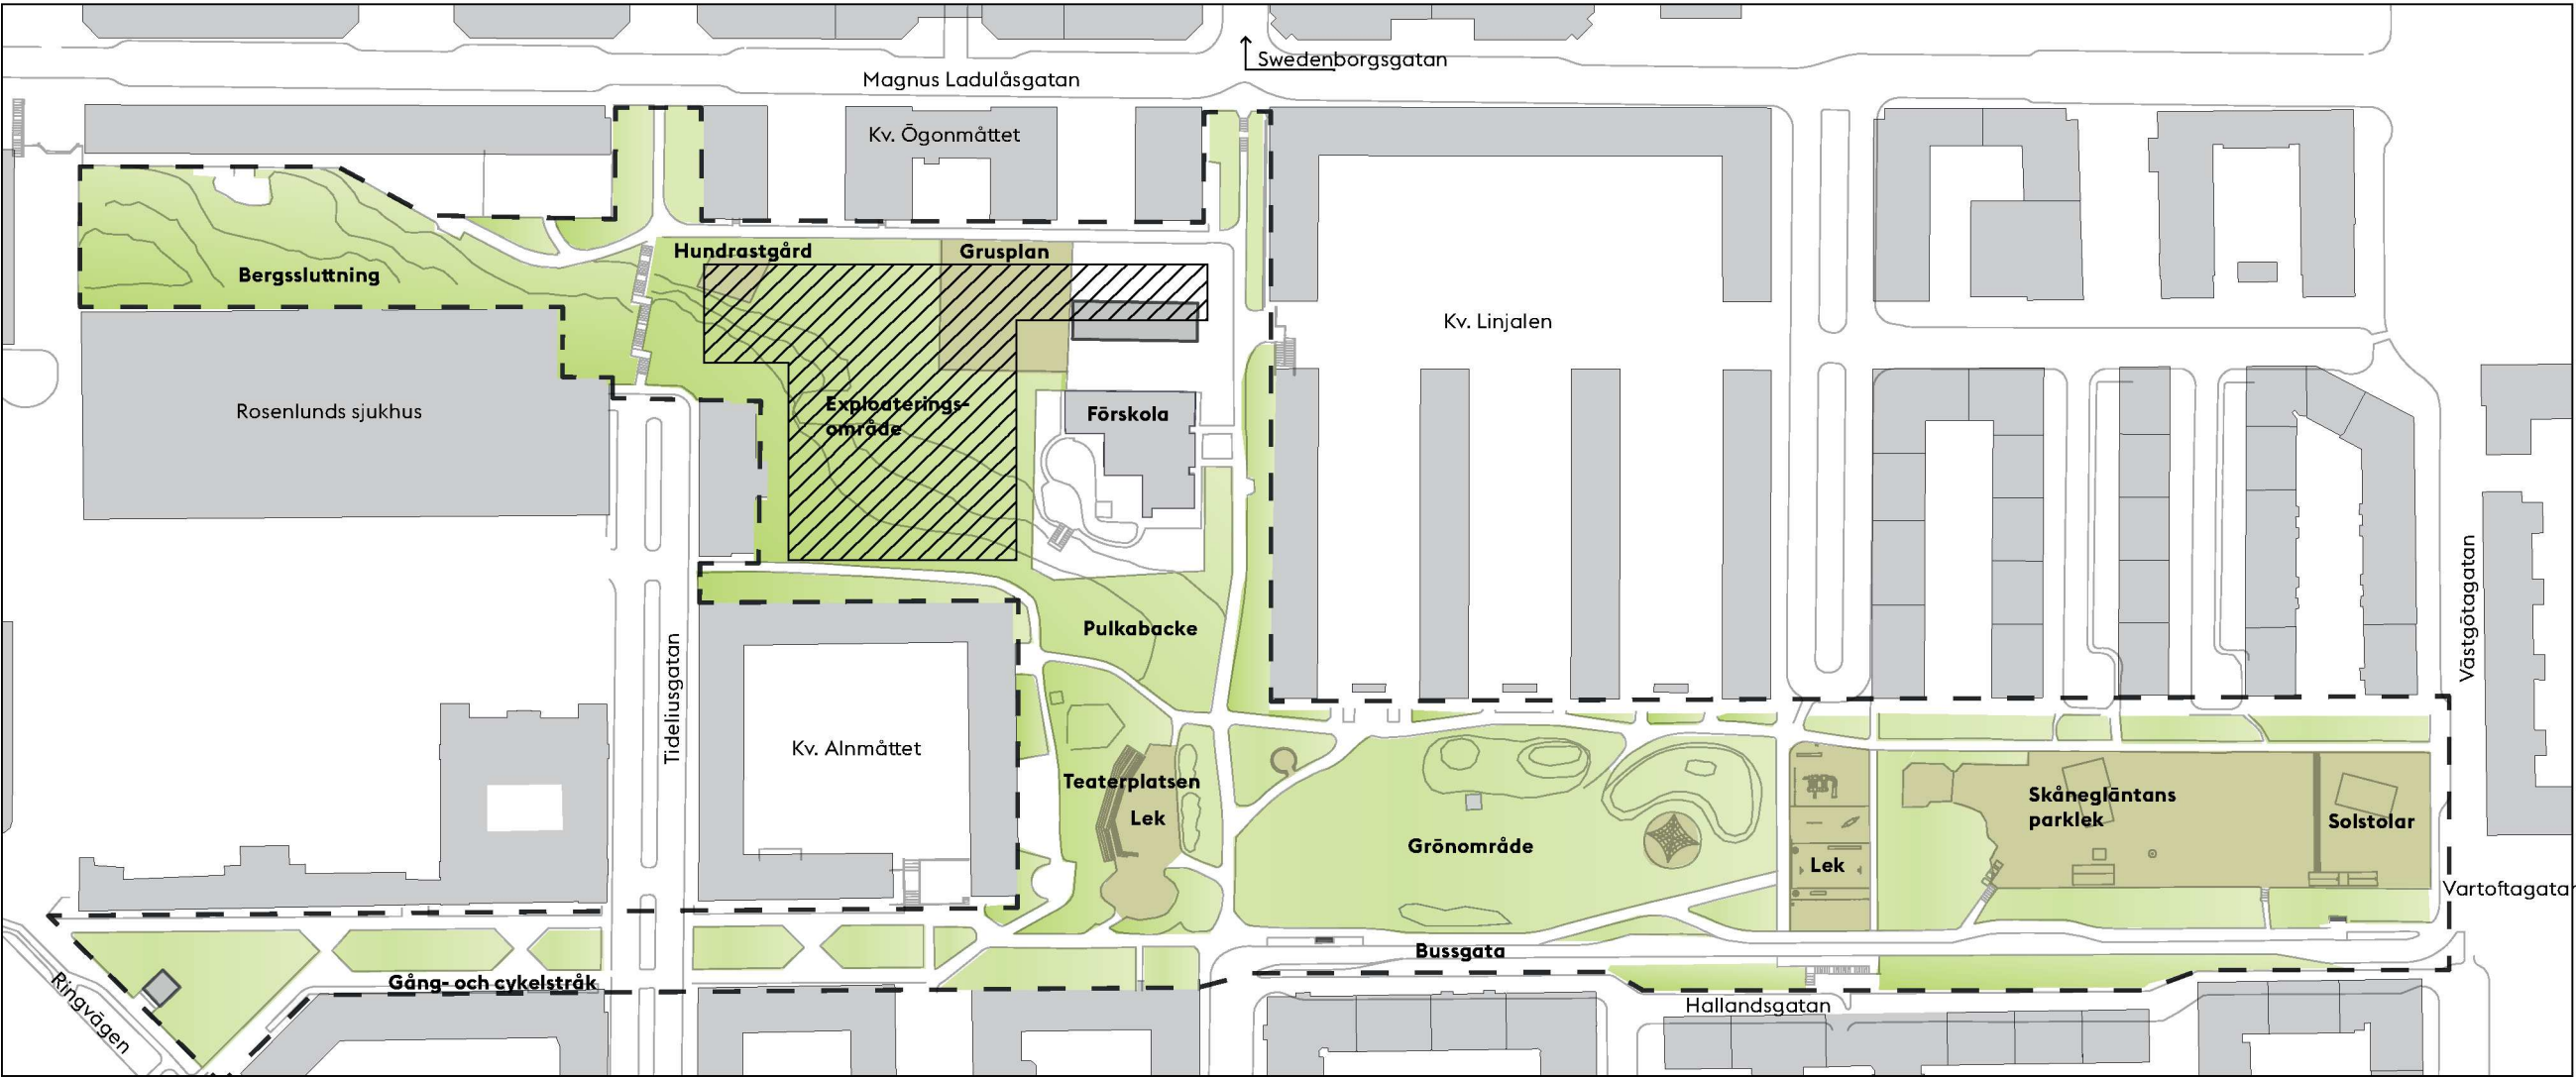 Swedenborgsgatan
Magnus Ladulåsgatan
Kv. Ögonmåttet
Hundrastgård
Grusplan
Bergssluttning
Kv. Linjalen
Rosenlunds sjukhus
Exploaterings-
område
Förskola
Västgötagatan
Pulkabacke
Tideliusgatan
Kv. Alnmåttet
Teaterplatsen
Lek
Skånegläntans
parklek
Solstolar
Grönområde
Lek
Vartoftagatan
Bussgata
Gång- och cykelstråk
Ringvägen
Hallandsgatan